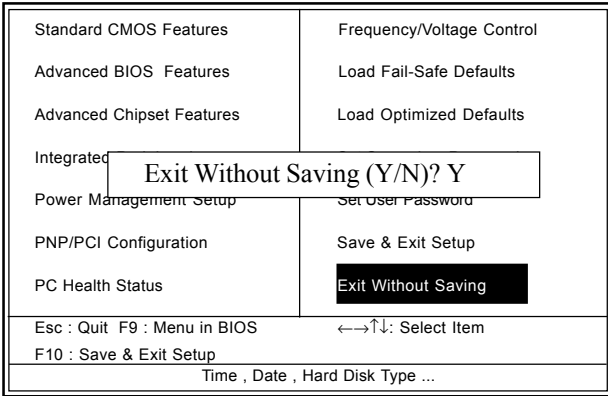 Standard CMOS Features
Frequency/Voltage Control
Advanced BIOS Features
Load Fail-Safe Defaults
Advanced Chipset Features
Load Optimized Defaults
Integrated
Exit Without Saving (Y/N)? Y
Power Management Setup
Set User Password
PNP/PCI Configuration
Save & Exit Setup
PC Health Status
Exit Without Saving
Esc : Quit F9 : Menu in BIOS
←→↑↓: Select Item
F10 : Save & Exit Setup
Time , Date , Hard Disk Type ...